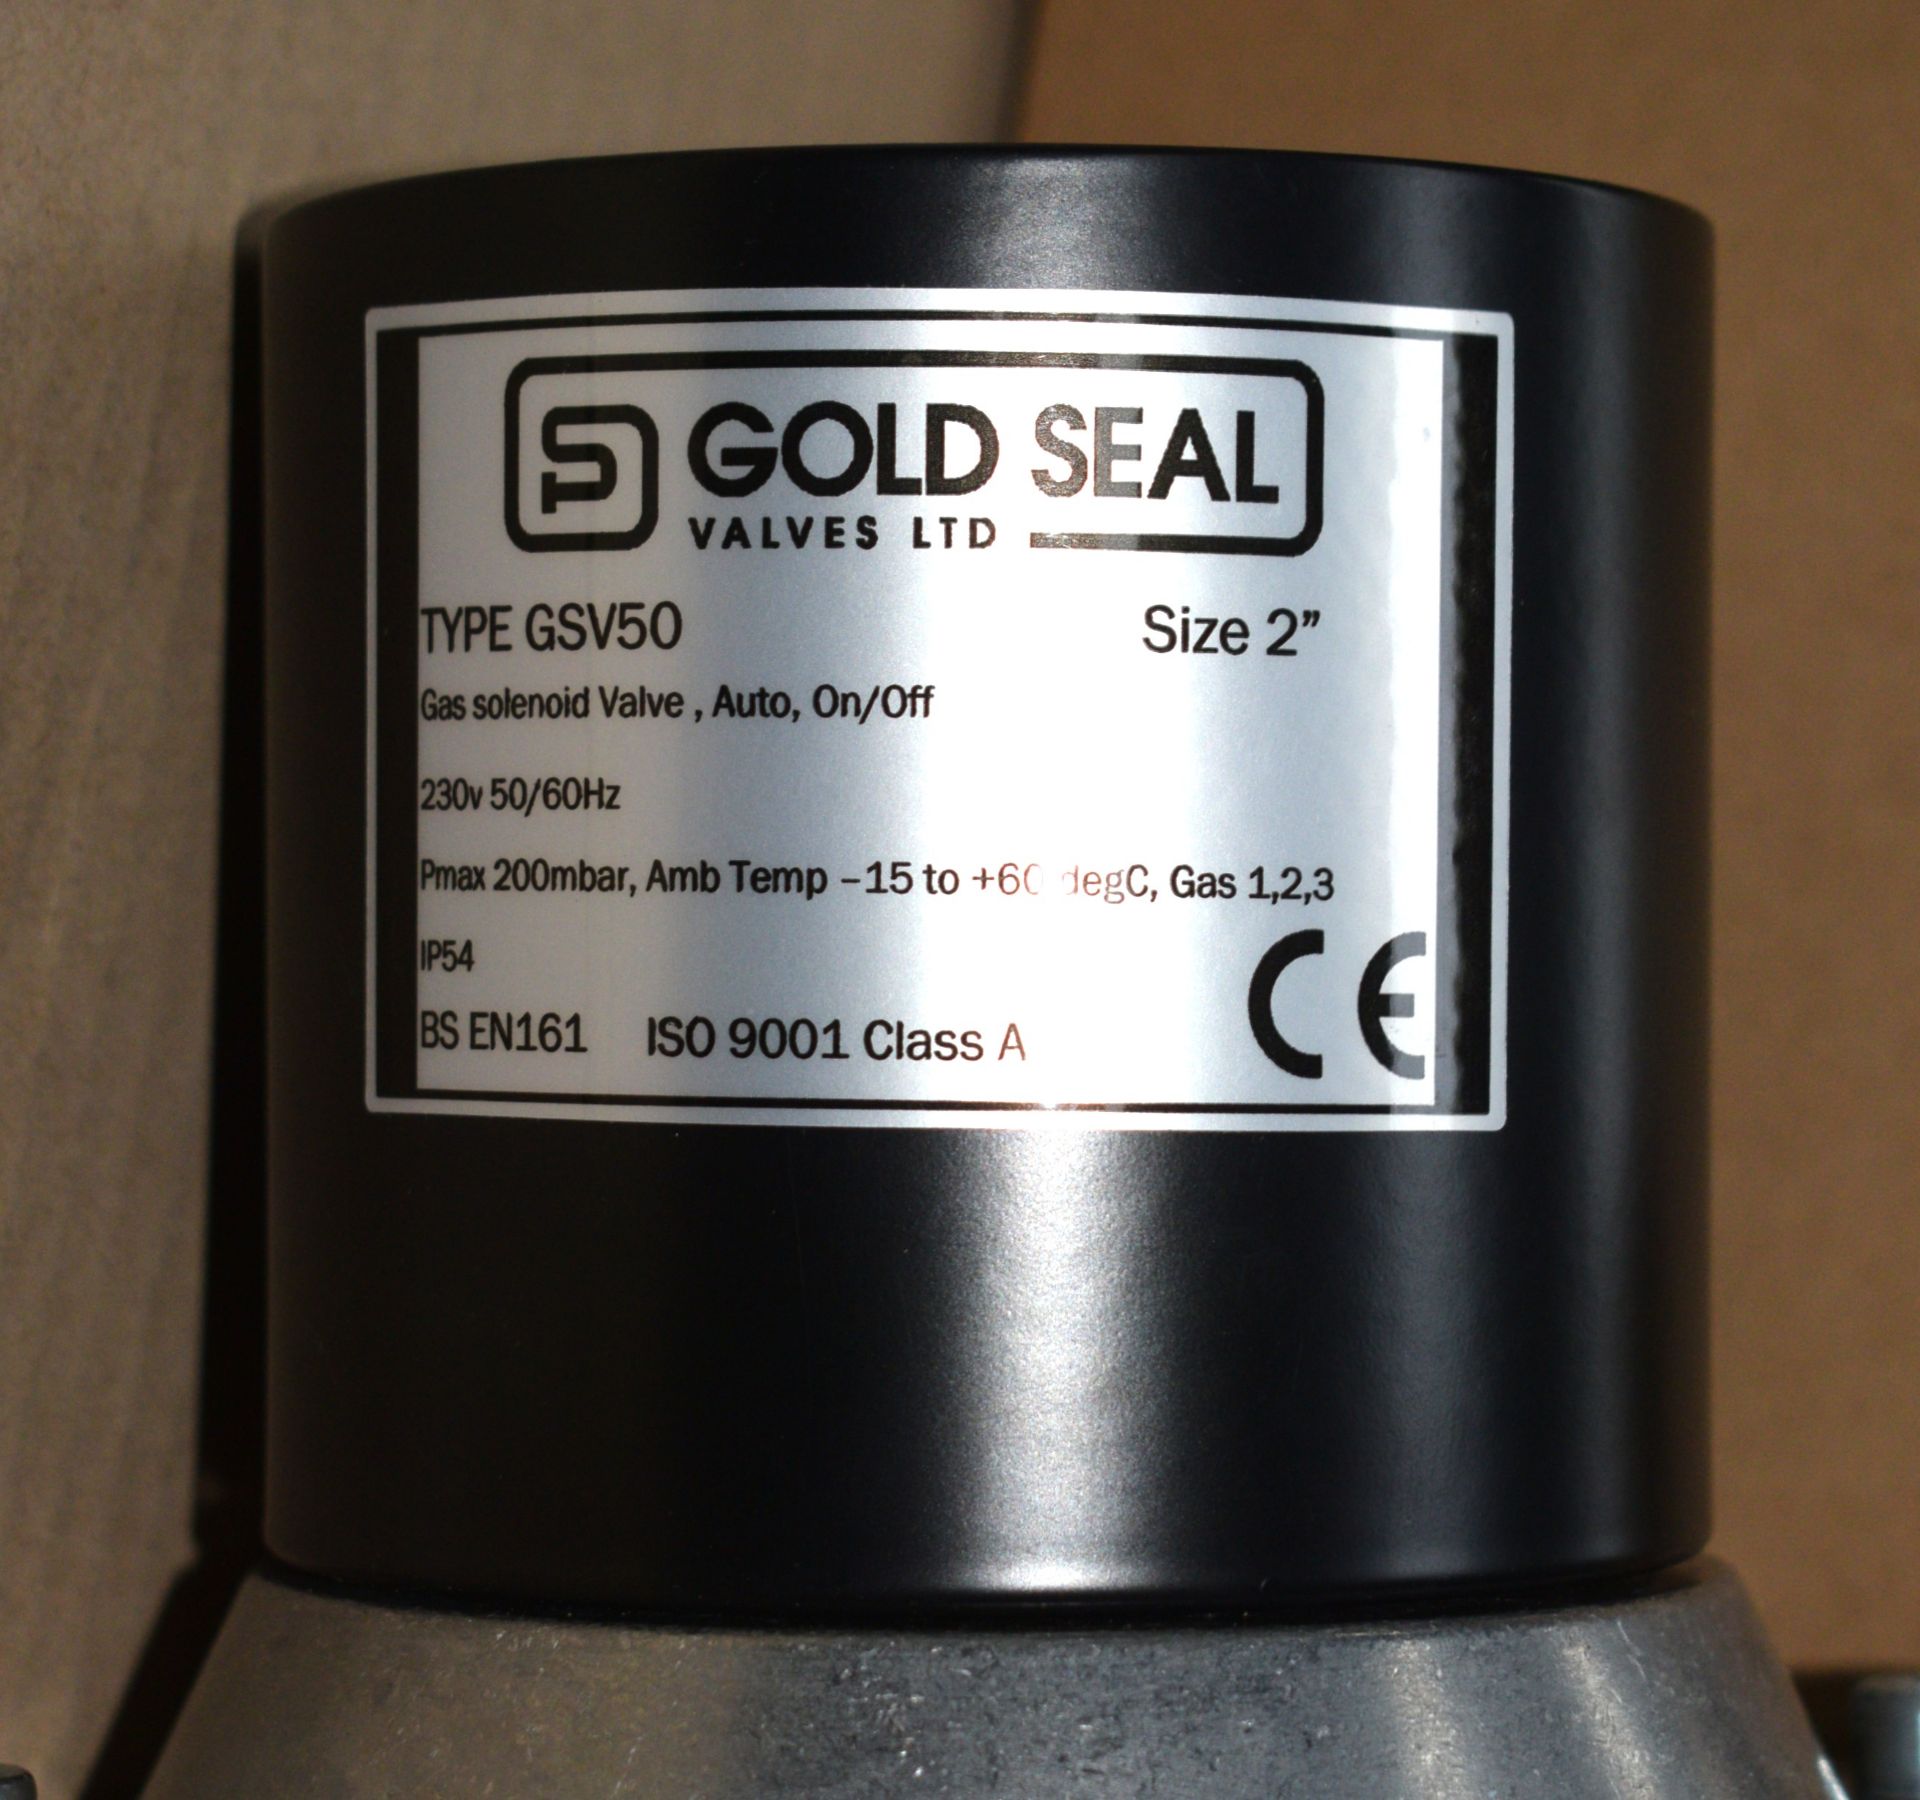 GOLD SEAL
VALVES LTD
TYPE GSV50 Size 2”
Gas solenoid Valve , Auto, On/Off
230v 50/60Hz
Pmax 200mbar, Amb Temp –15 to +60 degC, Gas 1,2,3
IP54
BS EN161 ISO 9001 Class A
CE